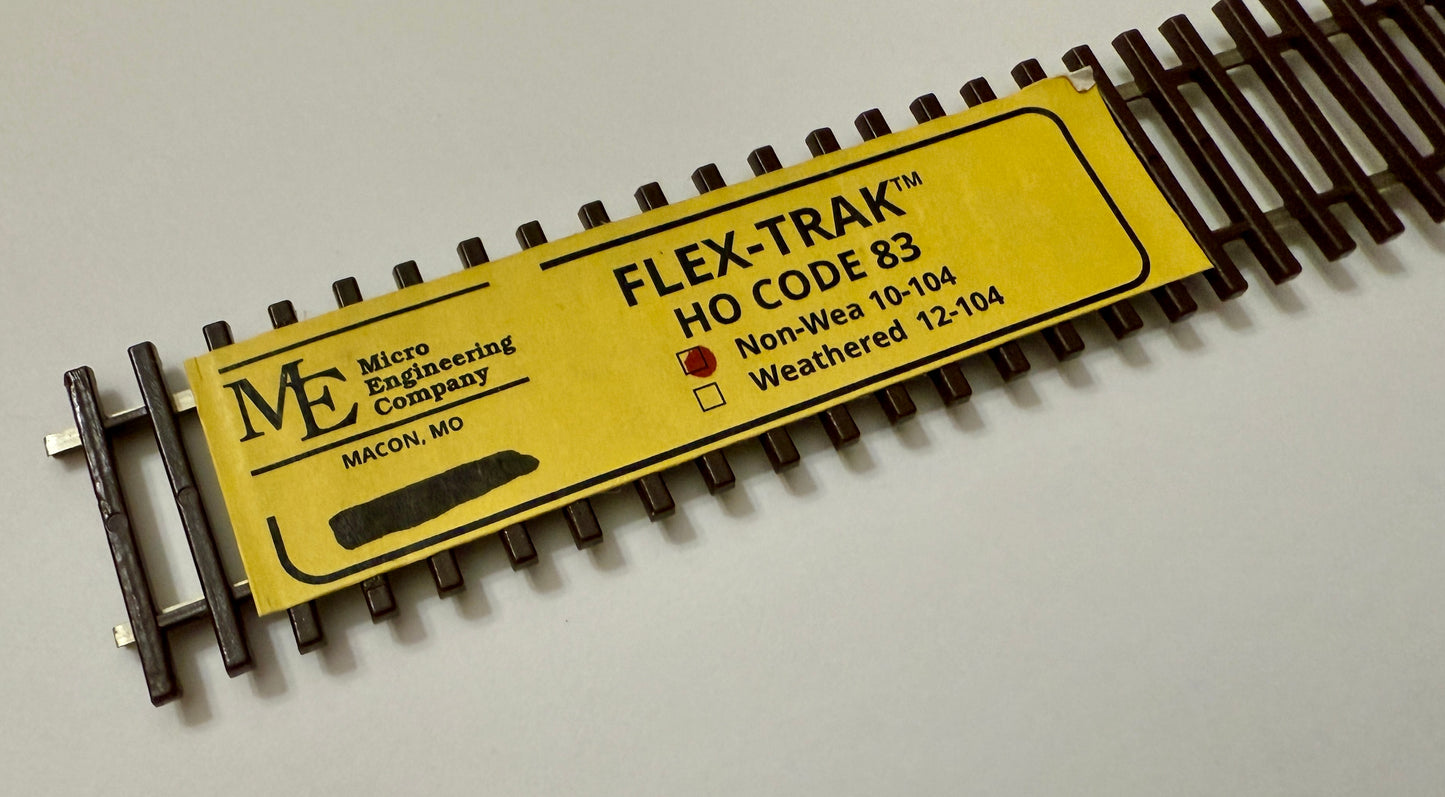 ME
Micro
Engineering
Company
MACON, MO
FLEX-TRAK™
HO CODE 83
Non-Wea 10-104
Weathered 12-104